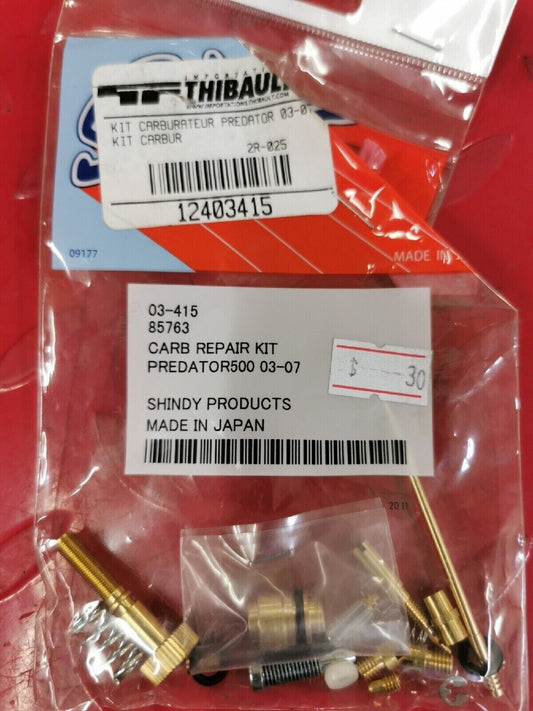 IMPORTATIONS
THIBAULT
WWW.IMPORTATIONSTHIBAULT.COM
KIT CARBURATEUR PREDATOR 03-07
KIT CARBUR
2R-025
12403415
09177
MADE IN
03-415
85763
CARB REPAIR KIT
PREDATOR500 03-07
$ 30
SHINDY PRODUCTS
MADE IN JAPAN